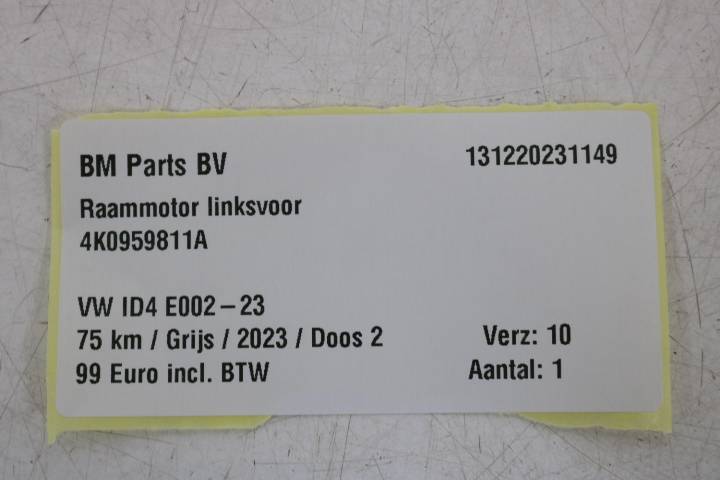 BM Parts BV 131220231149
Raammotor linksvoor
4K0959811A
VW ID4 E002-23
75 km / Grijs / 2023 / Doos 2 Verz: 10
99 Euro incl. BTW Aantal: 1